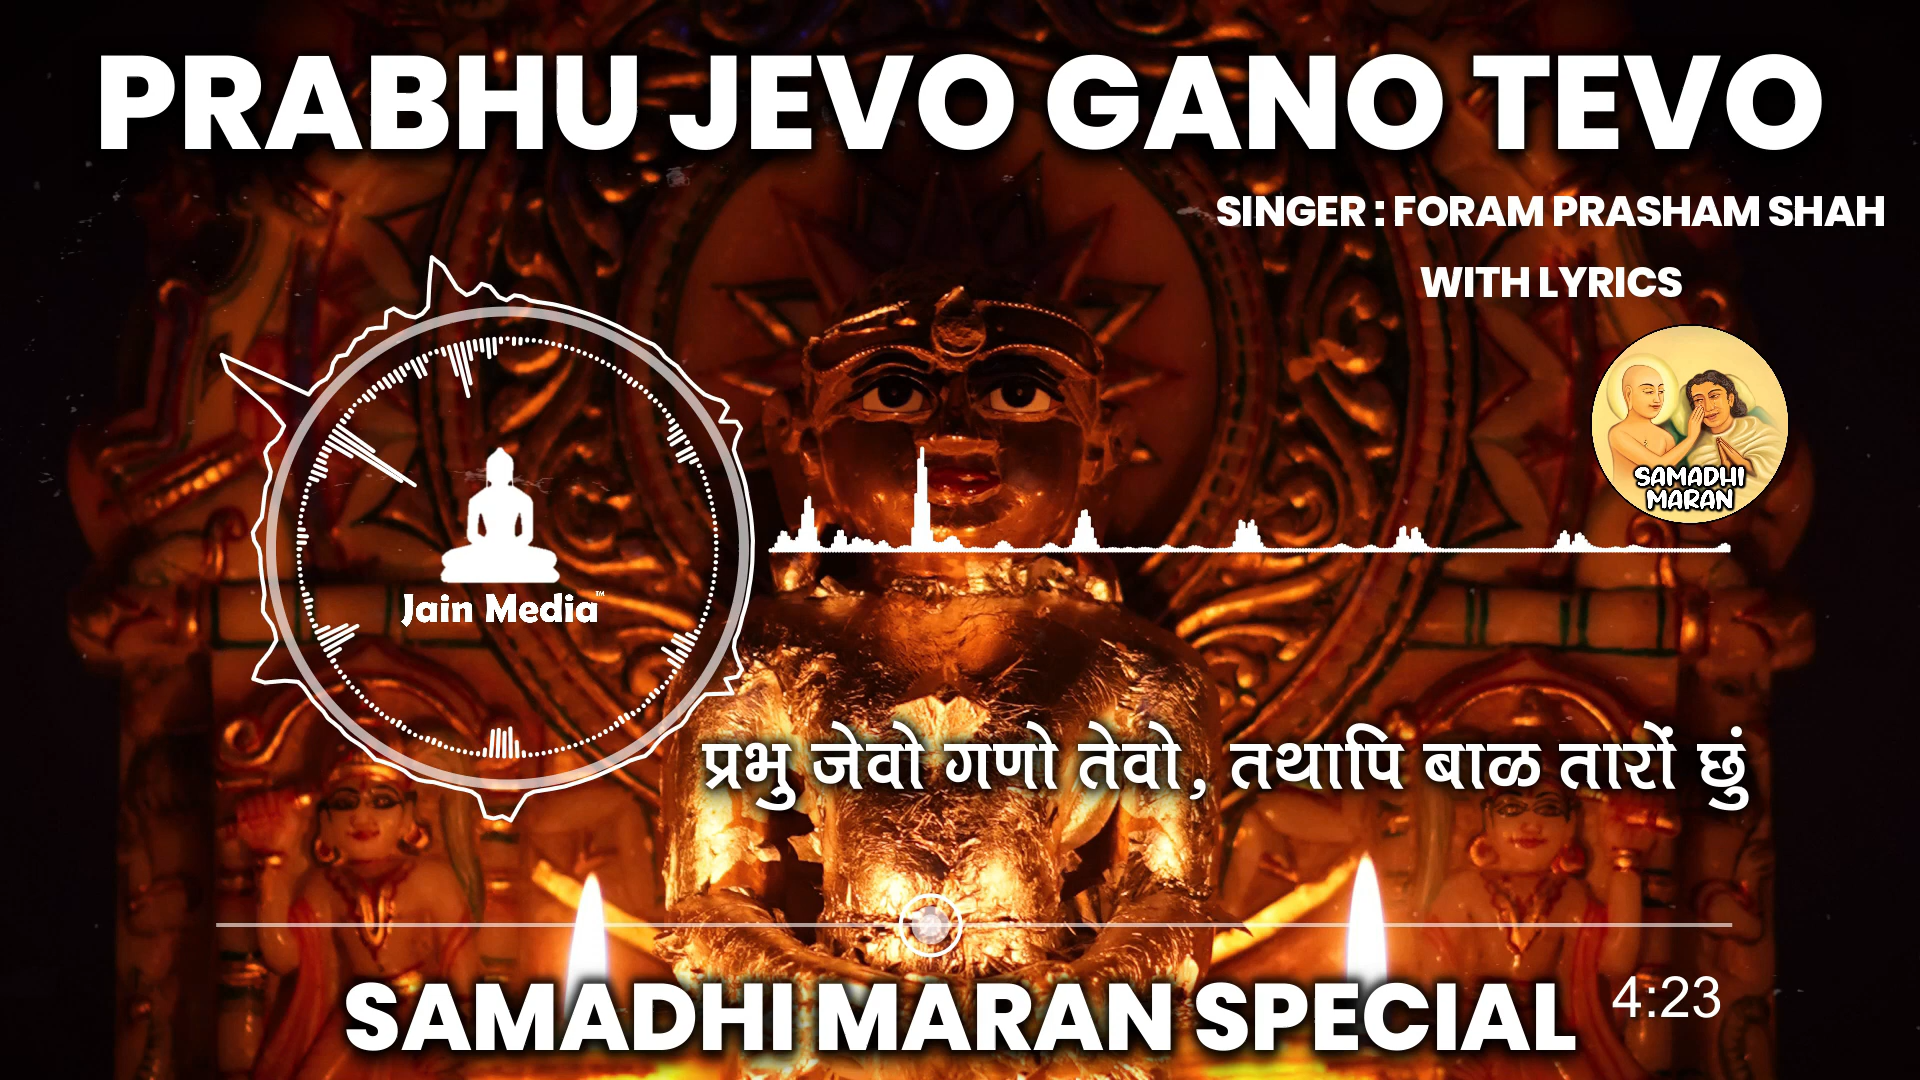 PRABHU JEVO GANO TEVO
SINGER : FORAM PRASHAM SHAH
WITH LYRICS
SAMADHI
MARAN
Jain Media™
प्रभु जेवो गणो तेवो, तथापि बाळ तारों छुं
SAMADHI MARAN SPECIAL
4:23